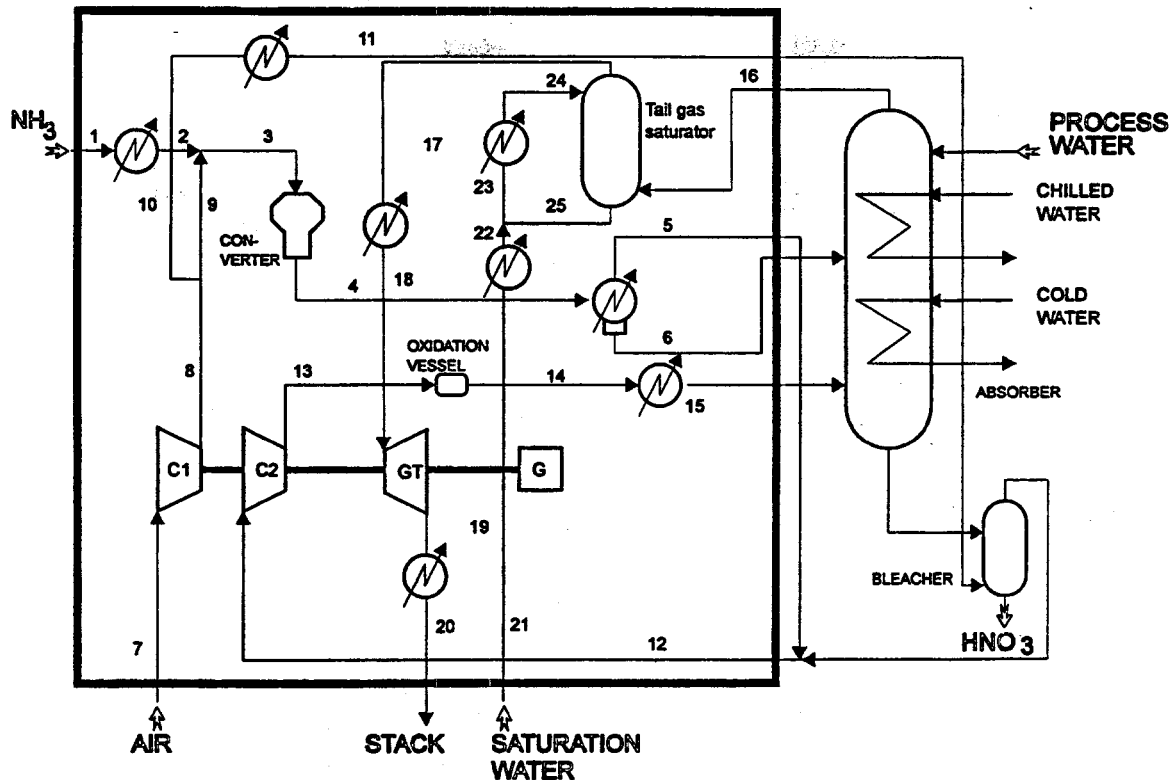 11
24
16
NH3
1
2
3
17
Tail gas
saturator
PROCESS
WATER
10
9
23
CHILLED
WATER
25
CON-
VERTER
22
5
4
18
COLD
WATER
6
OXIDATION
VESSEL
8
13
14
15
ABSORBER
C1
C2
GT
G
19
BLEACHER
20
21
12
HNO3
7
AIR
STACK
SATURATION
WATER